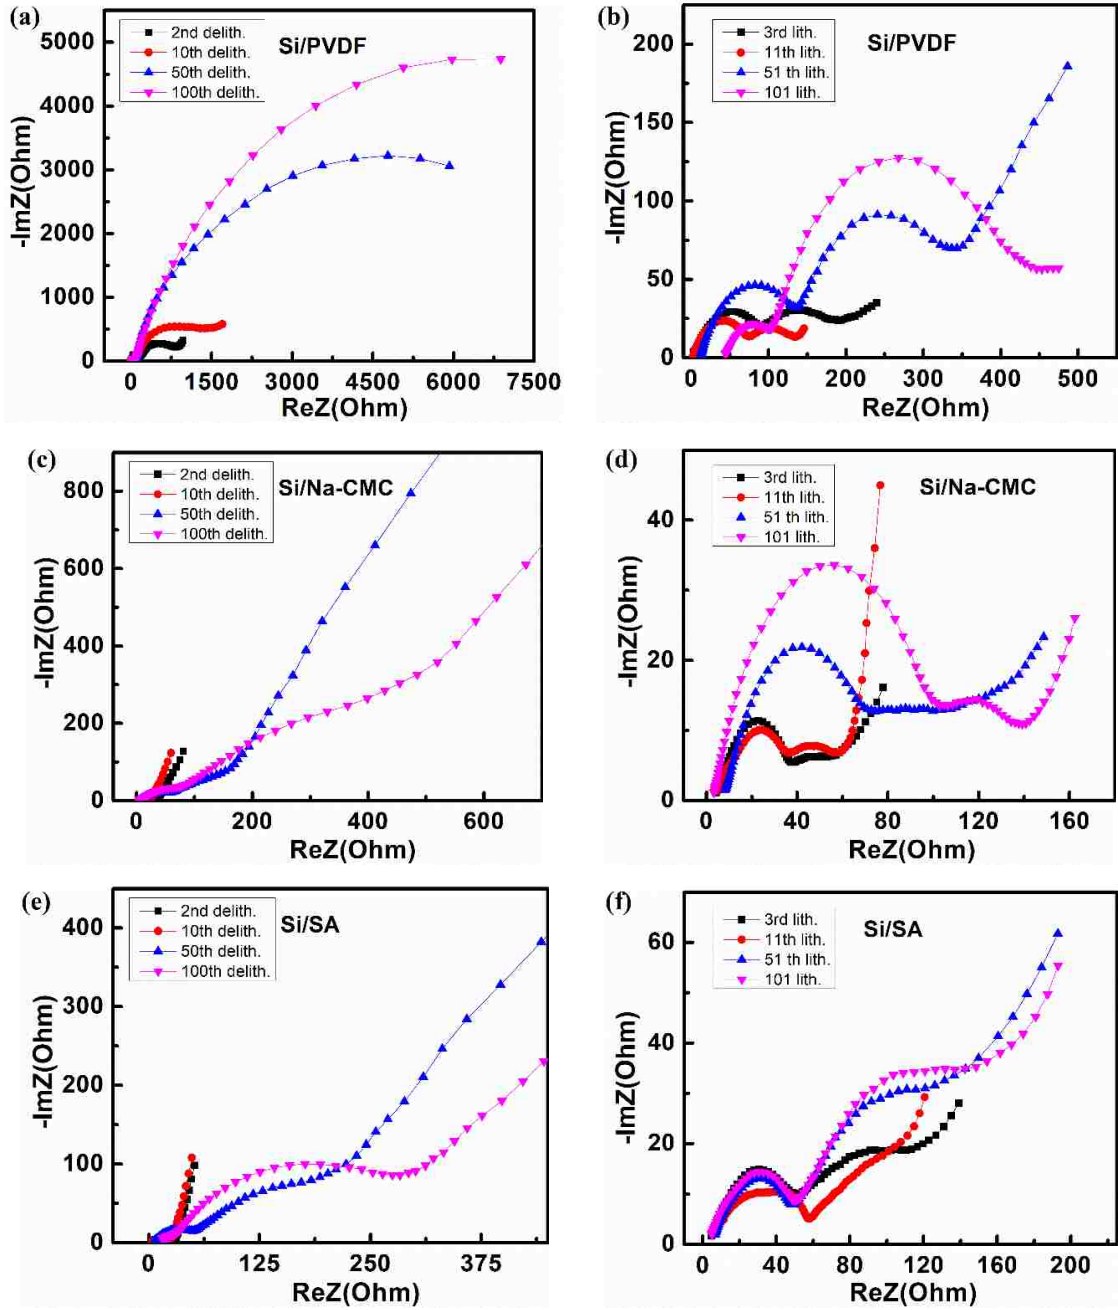 (a)
Si/PVDF
2nd delith.
10th delith.
50th delith.
100th delith.
5000
4000
3000
2000
1000
0
-ImZ(Ohm)
0 1500 3000 4500 6000 7500
ReZ(Ohm)
(b)
Si/PVDF
3rd lith.
11th lith.
51 th lith.
101 lith.
200
150
100
50
0
-ImZ(Ohm)
0 100 200 300 400 500
ReZ(Ohm)
(c)
Si/Na-CMC
2nd delith.
10th delith.
50th delith.
100th delith.
800
600
400
200
0
-ImZ(Ohm)
0 200 400 600
ReZ(Ohm)
(d)
Si/Na-CMC
3rd lith.
11th lith.
51 th lith.
101 lith.
40
20
0
-ImZ(Ohm)
0 40 80 120 160
ReZ(Ohm)
(e)
Si/SA
2nd delith.
10th delith.
50th delith.
100th delith.
400
300
200
100
0
-ImZ(Ohm)
0 125 250 375
ReZ(Ohm)
(f)
Si/SA
3rd lith.
11th lith.
51 th lith.
101 lith.
60
40
20
0
-ImZ(Ohm)
0 40 80 120 160 200
ReZ(Ohm)